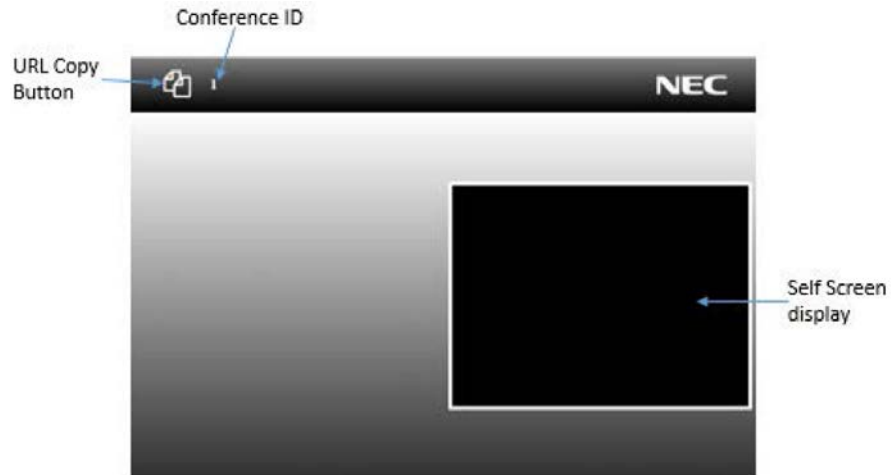 Conference ID
URL Copy
Button
1
NEC
Self Screen
display